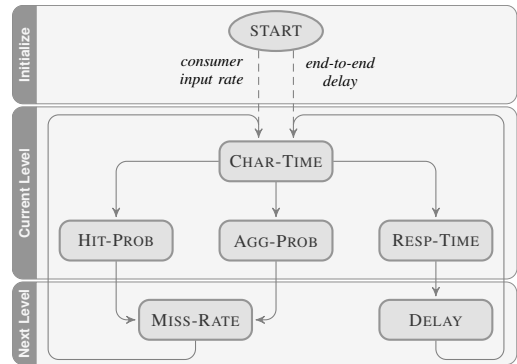 Initialize
START
consumer
input rate
end-to-end
delay
Current Level
CHAR-TIME
HIT-PROB
AGG-PROB
RESP-TIME
Next Level
MISS-RATE
DELAY